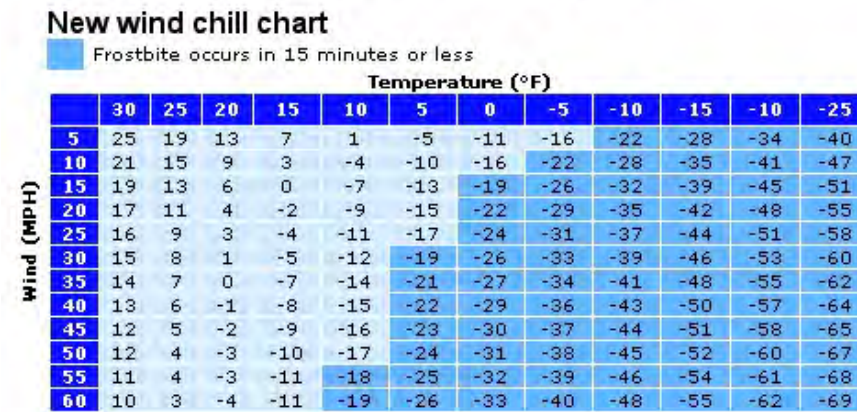 New wind chill chart
Frostbite occurs in 15 minutes or less
Temperature (°F)
30 25 20 15 10 5 0 -5 -10 -15 -10 -25
Wind (MPH)
5 25 19 13 7 1 -5 -11 -16 -22 -28 -34 -40
10 21 15 9 3 -4 -10 -16 -22 -28 -35 -41 -47
15 19 13 6 0 -7 -13 -19 -26 -32 -39 -45 -51
20 17 11 4 -2 -9 -15 -22 -29 -35 -42 -48 -55
25 16 9 3 -4 -11 -17 -24 -31 -37 -44 -51 -58
30 15 8 1 -5 -12 -19 -26 -33 -39 -46 -53 -60
35 14 7 0 -7 -14 -21 -27 -34 -41 -48 -55 -62
40 13 6 -1 -8 -15 -22 -29 -36 -43 -50 -57 -64
45 12 5 -2 -9 -16 -23 -30 -37 -44 -51 -58 -65
50 12 4 -3 -10 -17 -24 -31 -38 -45 -52 -60 -67
55 11 4 -3 -11 -18 -25 -32 -39 -46 -54 -61 -68
60 10 3 -4 -11 -19 -26 -33 -40 -48 -55 -62 -69